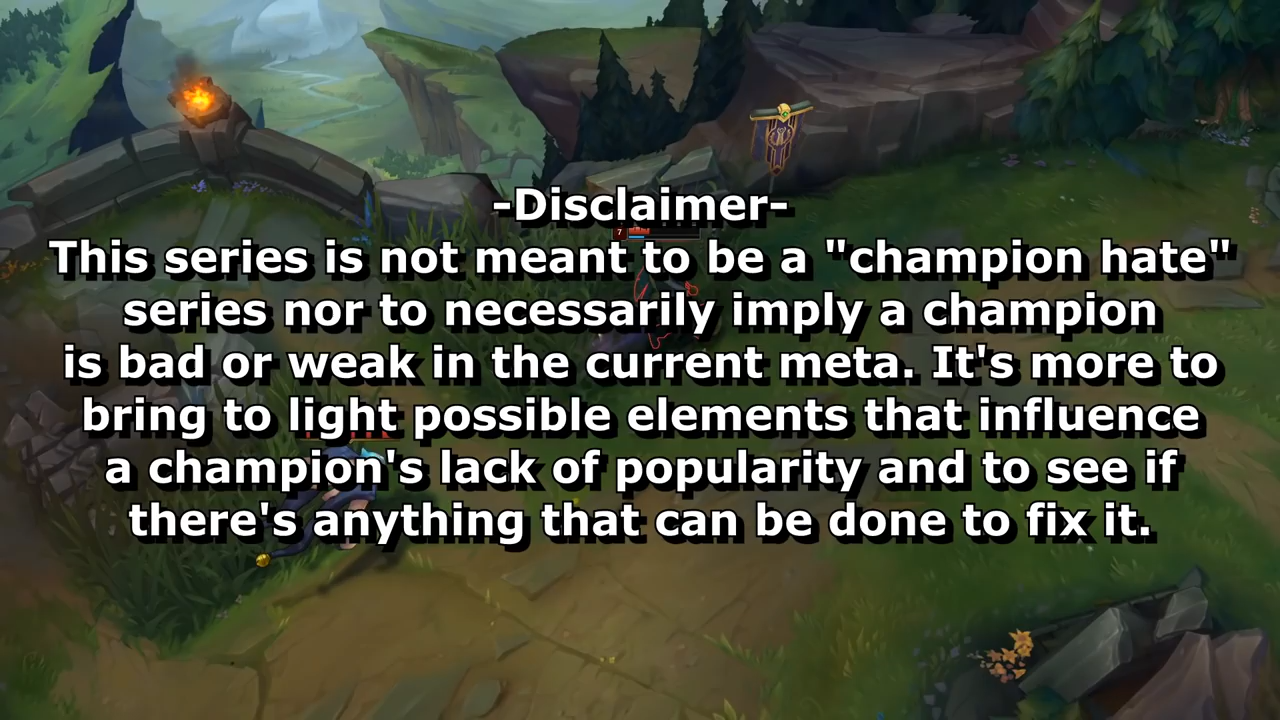 -Disclaimer-
7
This series is not meant to be a "champion hate"
series nor to necessarily imply a champion
is bad or weak in the current meta. It's more to
bring to light possible elements that influence
a champion's lack of popularity and to see if
there's anything that can be done to fix it.